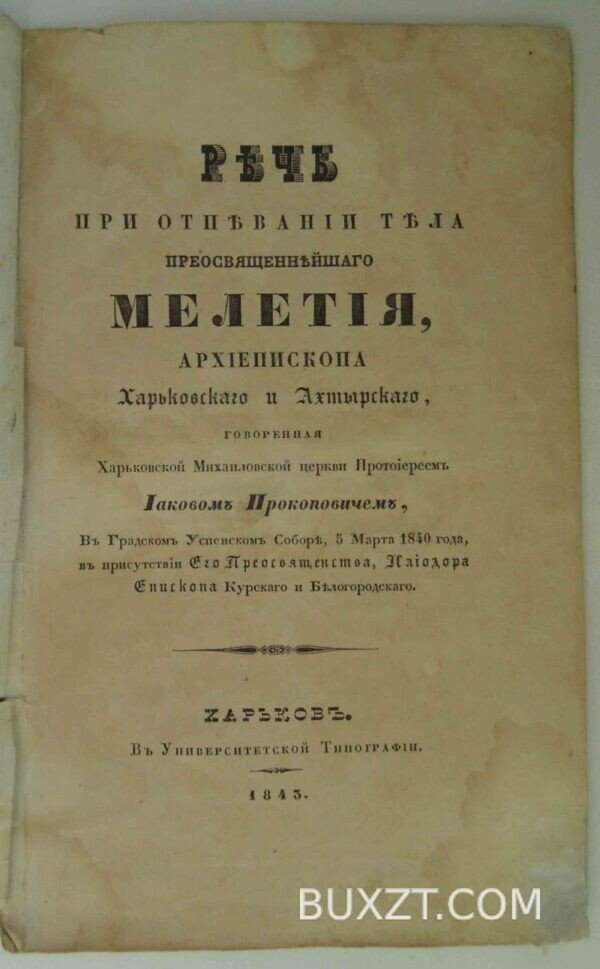 РѢЧЬ
ПРИ ОТПѢВАНІИ ТѢЛА
ПРЕОСВЯЩЕННѢЙШАГО
МЕЛЕТІЯ,
АРХІЕПИСКОПА
Харьковскаго и Ахтырскаго,
ГОВОРЕННАЯ
Харьковской Михаиловской церкви Протоіереемъ
Іаковомъ Прокоповичемъ,
Въ Градскомъ Успенскомъ Соборѣ, 5 Марта 1840 года,
въ присутствіи Его Преосвященства, Иліодора
Епископа Курскаго и Бѣлогородскаго.
ХАРЬКОВЪ.
Въ Университетской Типографіи.
1843.
BUXZT.COM